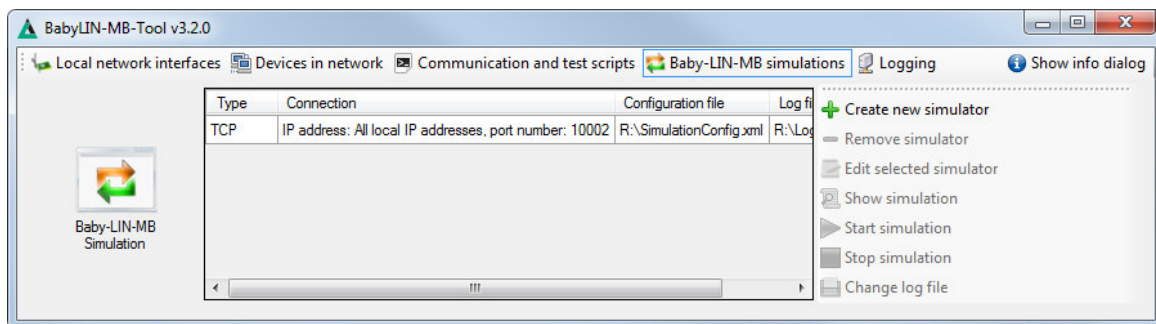 BabyLIN-MB-Tool v3.2.0
Local network interfaces Devices in network Communication and test scripts Baby-LIN-MB simulations Logging Show info dialog
Type Connection Configuration file Log fi
TCP IP address: All local IP addresses, port number: 10002 R:\SimulationConfig.xml R:\Log
Baby-LIN-MB
Simulation
Create new simulator
Remove simulator
Edit selected simulator
Show simulation
Start simulation
Stop simulation
Change log file